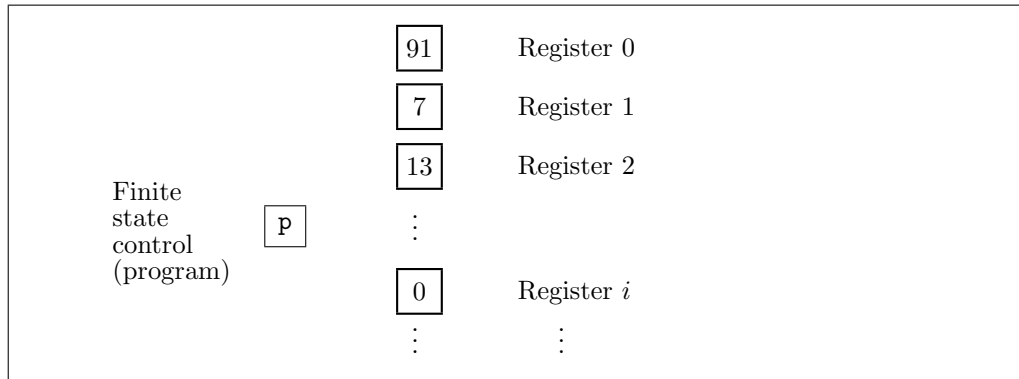 91 Register 0
7 Register 1
13 Register 2
Finite
state
control
(program)
p
⋮
0 Register i
⋮ ⋮